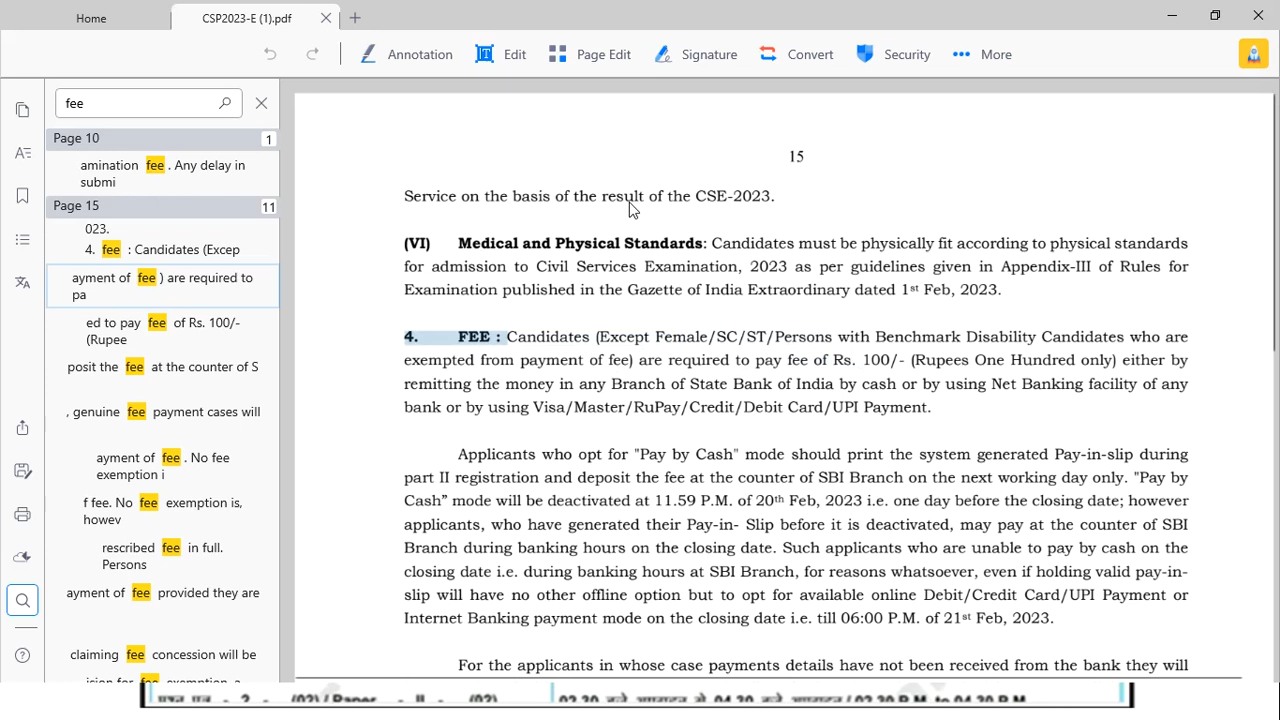 Home
CSP2023-E (1).pdf
Annotation
Edit
Page Edit
Signature
Convert
Security
More
fee
Page 10
1
amination fee . Any delay in
submi
Page 15
11
023.
4. fee : Candidates (Excep
ayment of fee ) are required to
pa
ed to pay fee of Rs. 100/-
(Rupee
posit the fee at the counter of S
, genuine fee payment cases will
ayment of fee . No fee
exemption i
f fee. No fee exemption is,
howev
rescribed fee in full.
Persons
ayment of fee provided they are
claiming fee concession will be
15
Service on the basis of the result of the CSE-2023.
(VI) Medical and Physical Standards: Candidates must be physically fit according to physical standards
for admission to Civil Services Examination, 2023 as per guidelines given in Appendix-III of Rules for
Examination published in the Gazette of India Extraordinary dated 1st Feb, 2023.
4. FEE : Candidates (Except Female/SC/ST/Persons with Benchmark Disability Candidates who are
exempted from payment of fee) are required to pay fee of Rs. 100/- (Rupees One Hundred only) either by
remitting the money in any Branch of State Bank of India by cash or by using Net Banking facility of any
bank or by using Visa/Master/RuPay/Credit/Debit Card/UPI Payment.
Applicants who opt for "Pay by Cash" mode should print the system generated Pay-in-slip during
part II registration and deposit the fee at the counter of SBI Branch on the next working day only. "Pay by
Cash” mode will be deactivated at 11.59 P.M. of 20th Feb, 2023 i.e. one day before the closing date; however
applicants, who have generated their Pay-in- Slip before it is deactivated, may pay at the counter of SBI
Branch during banking hours on the closing date. Such applicants who are unable to pay by cash on the
closing date i.e. during banking hours at SBI Branch, for reasons whatsoever, even if holding valid pay-in-
slip will have no other offline option but to opt for available online Debit/Credit Card/UPI Payment or
Internet Banking payment mode on the closing date i.e. till 06:00 P.M. of 21st Feb, 2023.
For the applicants in whose case payments details have not been received from the bank they will